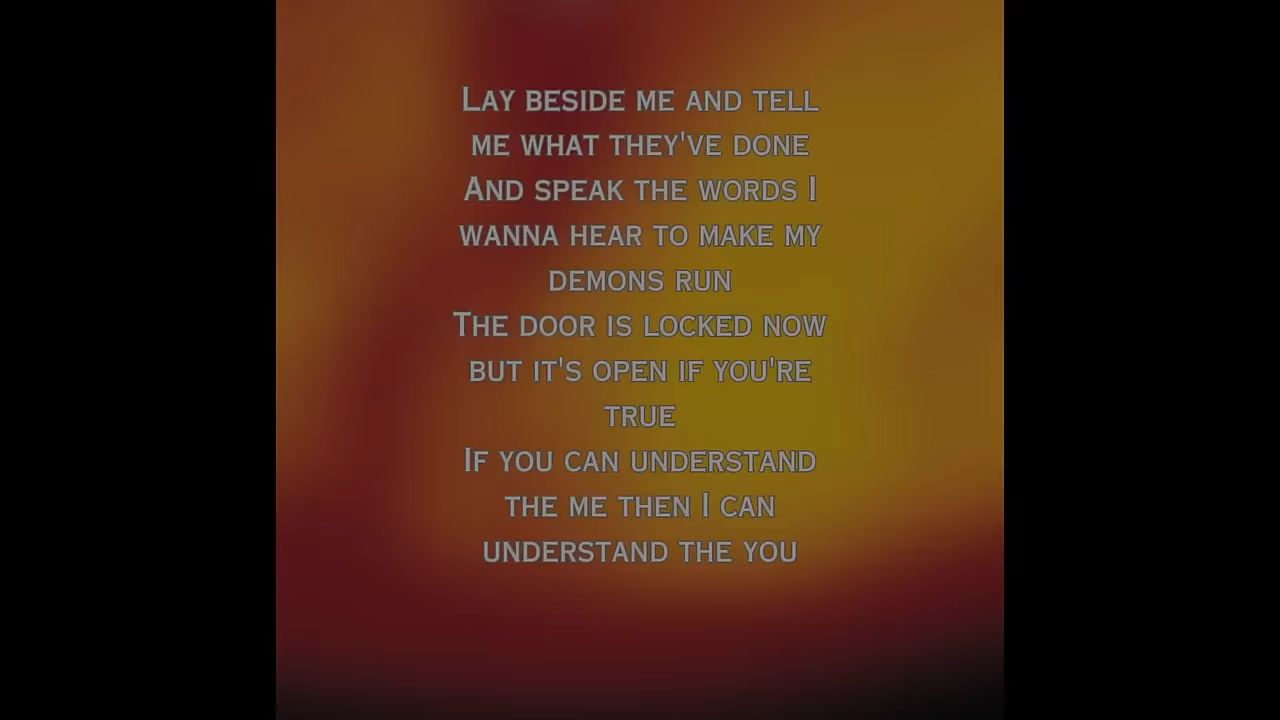 Lay beside me and tell
me what they've done
And speak the words I
wanna hear to make my
demons run
The door is locked now
but it's open if you're
true
If you can understand
the me then I can
understand the you